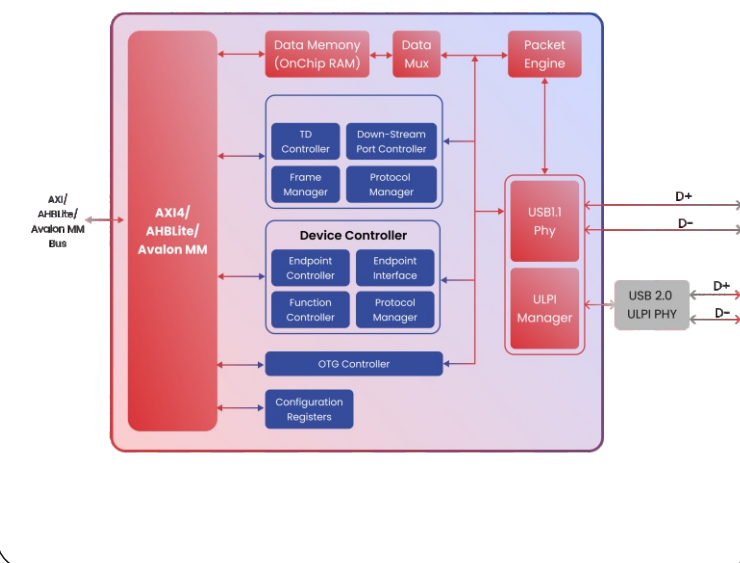 AXI/
AHBLite/
Avalon MM
Bus
AXI4/
AHBLite/
Avalon MM
Data Memony
(OnChip RAM)
Data
Mux
Packet
Engine
TD
Controller
Down-Stream
Port Controller
Frame
Manager
Protocol
Manager
Device Controller
Endpoint
Controller
Endpoint
Interface
Function
Controller
Protocol
Manager
OTG Controller
Configuration
Registers
USB1.1
Phy
ULPI
Manager
D+
D-
USB 2.0
ULPI PHY
D+
D-